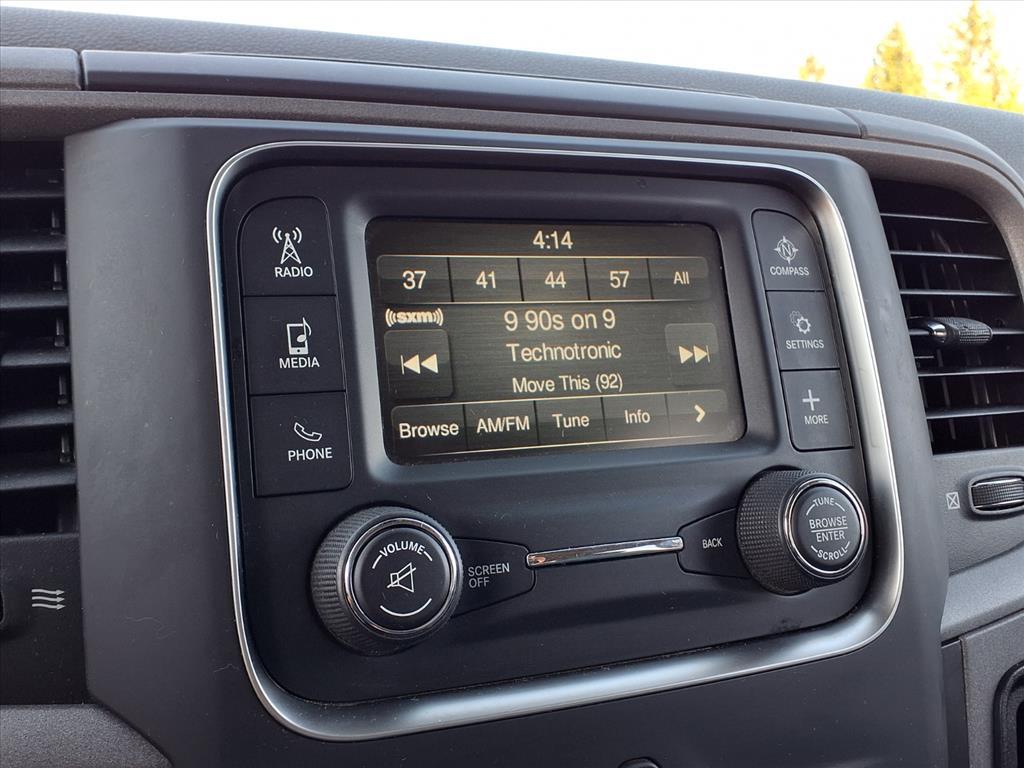 4:14
37 41 44 57 All
((sxm))
9 90s on 9
Technotronic
Move This (92)
Browse AM/FM Tune Info
RADIO
MEDIA
PHONE
N
COMPASS
SETTINGS
MORE
VOLUME
SCREEN
OFF
BACK
TUNE
BROWSE
ENTER
SCROLL